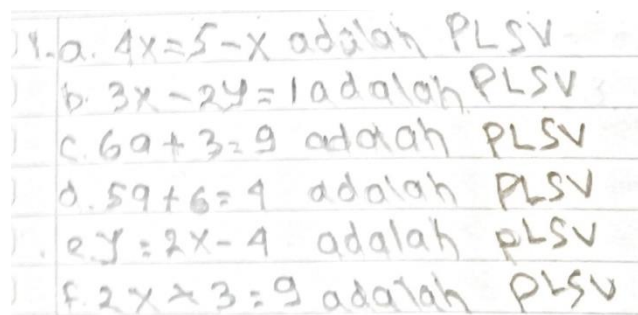 1. a. 4x=5-x adalah PLSV
b. 3x-2y=1 adalah PLSV
c. 6a+3=9 adalah PLSV
d. 5a+6=4 adalah PLSV
e. y=2x-4 adalah PLSV
f. 2x+3=9 adalah PLSV